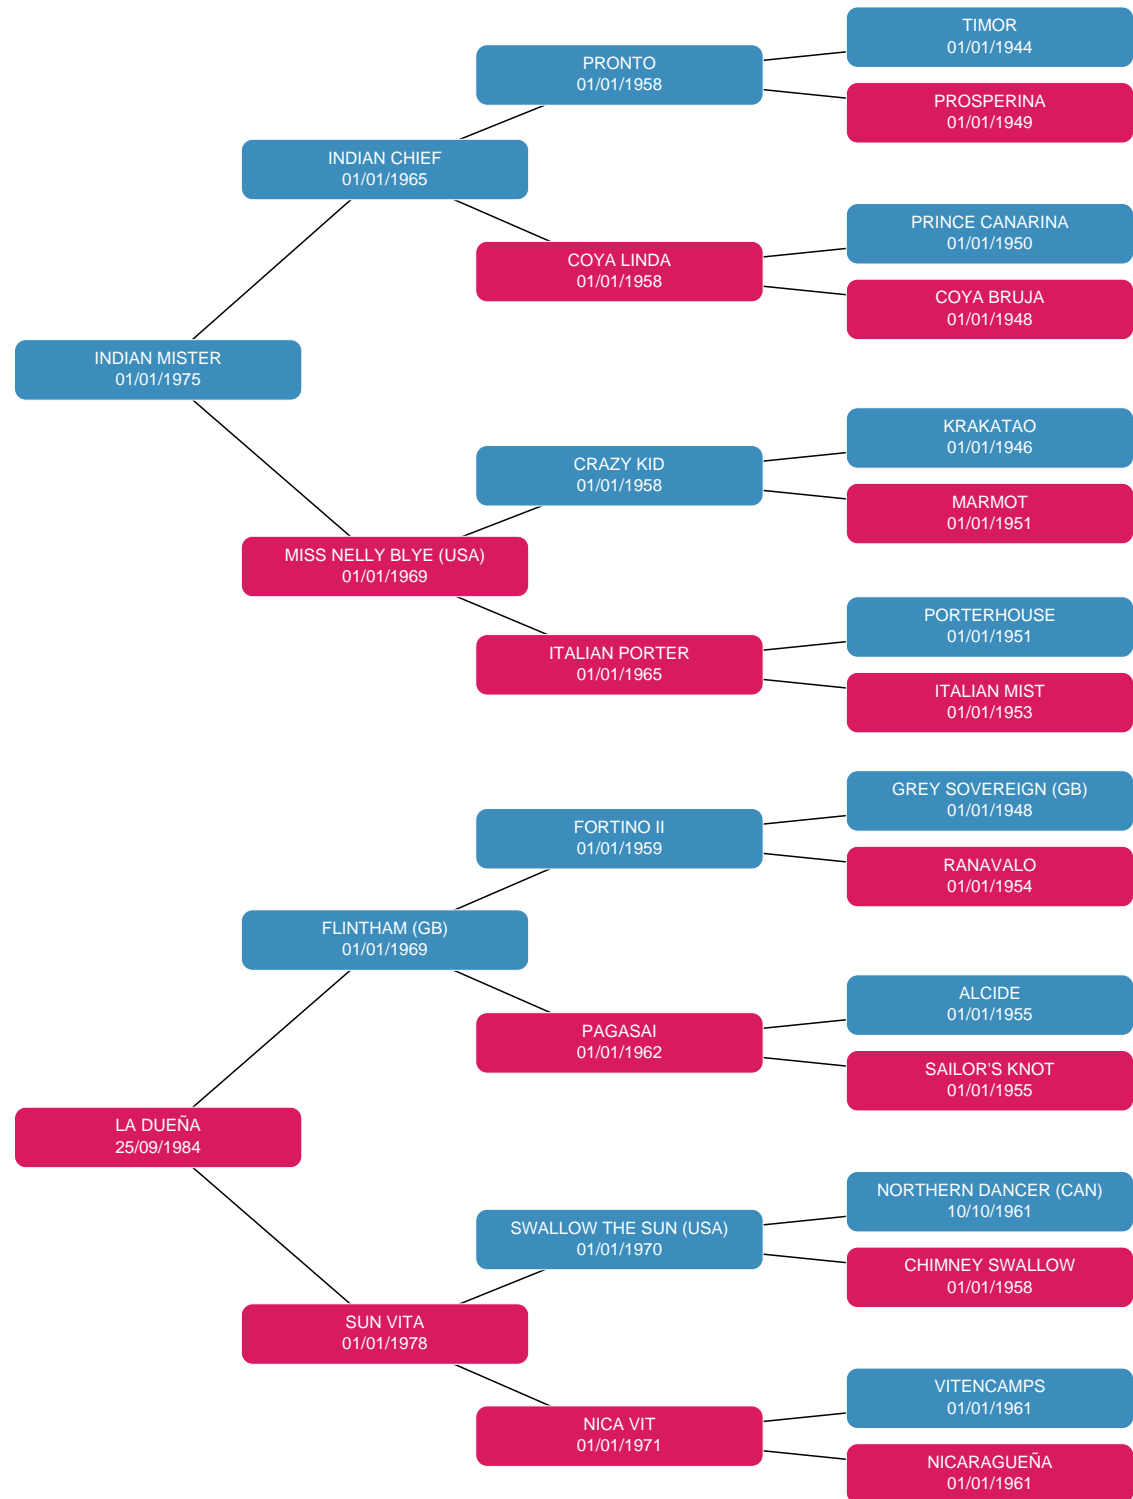 TIMOR
01/01/1944
PRONTO
01/01/1958
PROSPERINA
01/01/1949
INDIAN CHIEF
01/01/1965
PRINCE CANARINA
01/01/1950
COYA LINDA
01/01/1958
COYA BRUJA
01/01/1948
INDIAN MISTER
01/01/1975
KRAKATAO
01/01/1946
CRAZY KID
01/01/1958
MARMOT
01/01/1951
MISS NELLY BLYE (USA)
01/01/1969
PORTERHOUSE
01/01/1951
ITALIAN PORTER
01/01/1965
ITALIAN MIST
01/01/1953
GREY SOVEREIGN (GB)
01/01/1948
FORTINO II
01/01/1959
RANAVALO
01/01/1954
FLINTHAM (GB)
01/01/1969
ALCIDE
01/01/1955
PAGASAI
01/01/1962
SAILOR'S KNOT
01/01/1955
LA DUEÑA
25/09/1984
NORTHERN DANCER (CAN)
10/10/1961
SWALLOW THE SUN (USA)
01/01/1970
CHIMNEY SWALLOW
01/01/1958
SUN VITA
01/01/1978
VITENCAMPS
01/01/1961
NICA VIT
01/01/1971
NICARAGUEÑA
01/01/1961